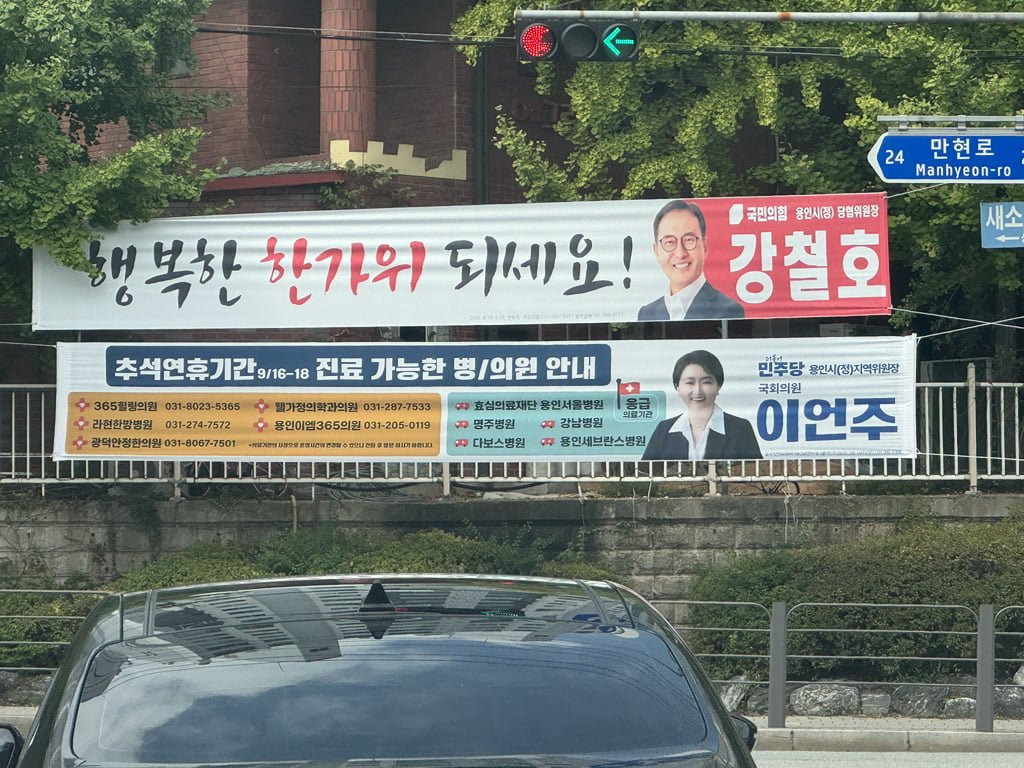 24 만현로
Manhyeon-ro
새소
행복한 한가위 되세요!
국민의힘 용인시(정) 당협위원장
강철호
추석연휴기간 9/16-18 진료 가능한 병/의원 안내
365힐링의원 031-8023-5365
라현한방병원 031-274-7572
광덕안정한의원 031-8067-7501
웰가정의학과의원 031-287-7533
용인이엠365의원 031-205-0119
응급
의료기관
효심의료재단 용인서울병원
명주병원
강남병원
다보스병원
용인세브란스병원
더불어
민주당 용인시(정)지역위원장
국회의원
이언주